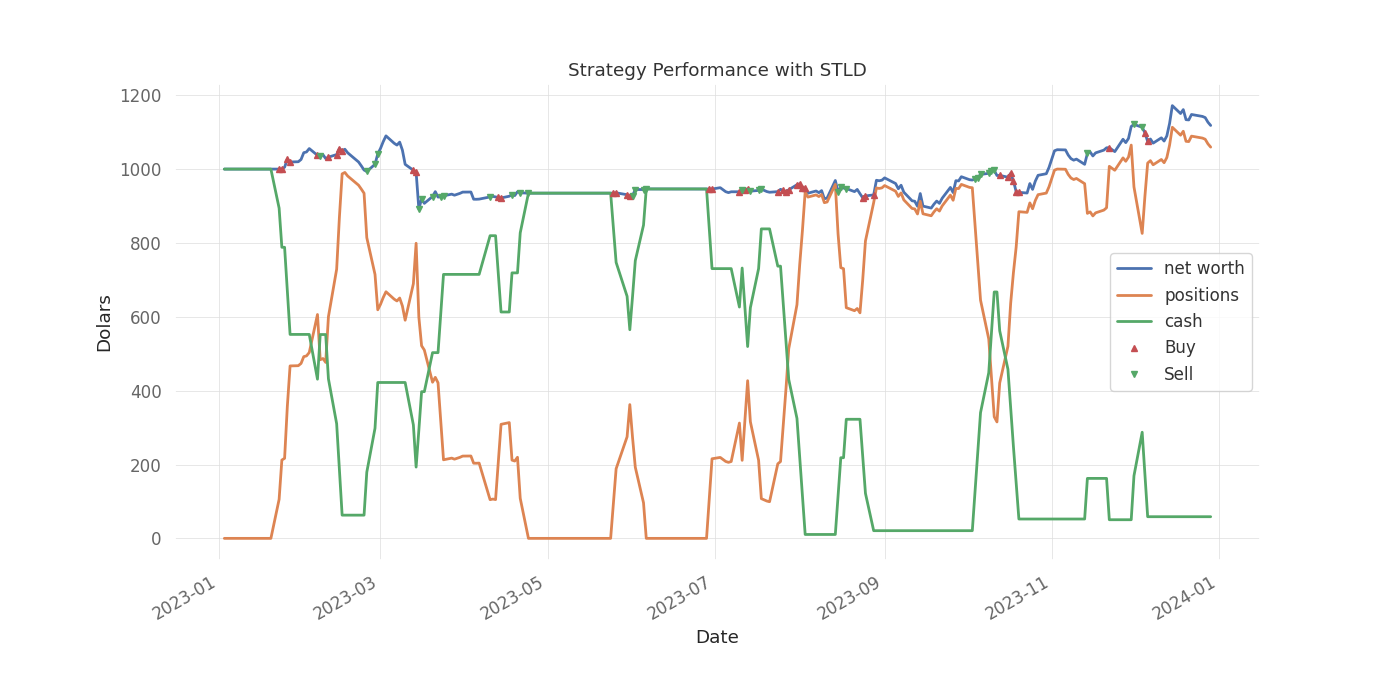 Strategy Performance with STLD
1200
1000
800
600
400
200
0
Dolars
net worth
positions
cash
Buy
Sell
2023-01
2023-03
2023-05
2023-07
2023-09
2023-11
2024-01
Date